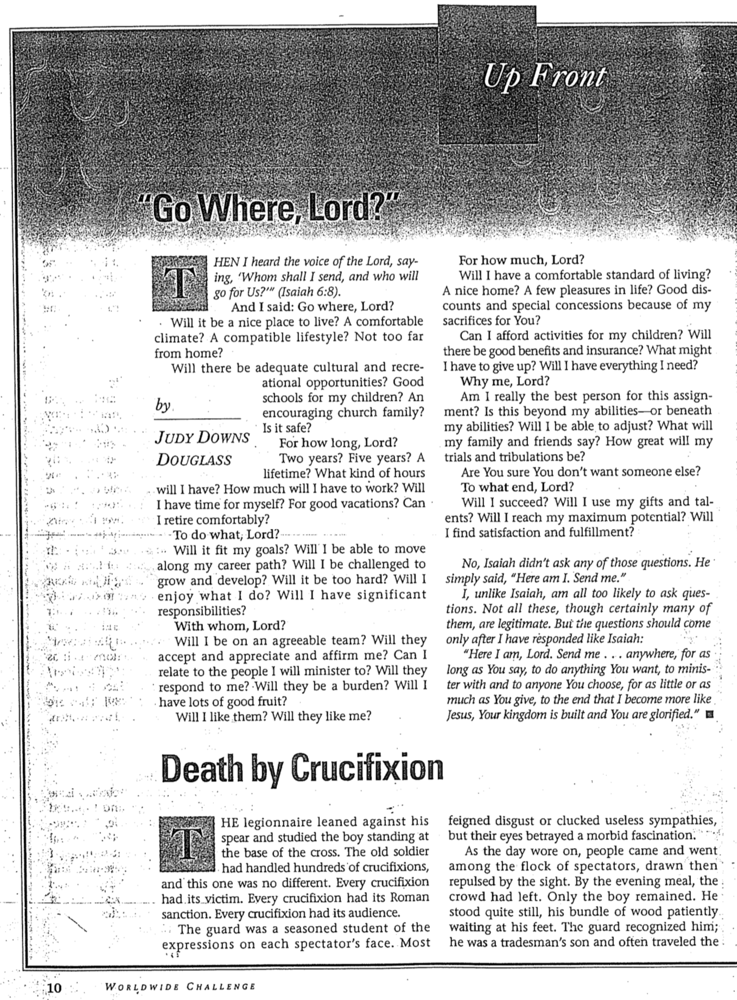 Up Front
"Go Where, Lord?"
THEN I heard the voice of the Lord, say-
ing, 'Whom shall I send, and who will
go for Us?'" (Isaiah 6:8).
And I said: Go where, Lord?
Will it be a nice place to live? A comfortable
climate? A compatible lifestyle? Not too far
from home?
Will there be adequate cultural and recre-
ational opportunities? Good
schools for my children? An
encouraging church family?
Is it safe?
For how long, Lord?
Two years? Five years? A
lifetime? What kind of hours
will I have? How much will I have to work? Will
I have time for myself? For good vacations? Can
I retire comfortably?
To do what, Lord?
Will it fit my goals? Will I be able to move
along my career path? Will I be challenged to
grow and develop? Will it be too hard? Will I
enjoy what I do? Will I have significant
responsibilities?
With whom, Lord?
Will I be on an agreeable team? Will they
accept and appreciate and affirm me? Can I
relate to the people I will minister to? Will they
respond to me? Will they be a burden? Will I
have lots of good fruit?
Will I like them? Will they like me?
by
JUDY DOWNS
DOUGLASS
For how much, Lord?
Will I have a comfortable standard of living?
A nice home? A few pleasures in life? Good dis-
counts and special concessions because of my
sacrifices for You?
Can I afford activities for my children? Will
there be good benefits and insurance? What might
I have to give up? Will I have everything I need?
Why me, Lord?
Am I really the best person for this assign-
ment? Is this beyond my abilities—or beneath
my abilities? Will I be able to adjust? What will
my family and friends say? How great will my
trials and tribulations be?
Are You sure You don't want someone else?
To what end, Lord?
Will I succeed? Will I use my gifts and tal-
ents? Will I reach my maximum potential? Will
I find satisfaction and fulfillment?
No, Isaiah didn't ask any of those questions. He
simply said, "Here am I. Send me."
I, unlike Isaiah, am all too likely to ask ques-
tions. Not all these, though certainly many of
them, are legitimate. But the questions should come
only after I have responded like Isaiah:
"Here I am, Lord. Send me . . . anywhere, for as
long as You say, to do anything You want, to minis-
ter with and to anyone You choose, for as little or as
much as You give, to the end that I become more like
Jesus, Your kingdom is built and You are glorified."
Death by Crucifixion
THE legionnaire leaned against his
spear and studied the boy standing at
the base of the cross. The old soldier
had handled hundreds of crucifixions,
and this one was no different. Every crucifixion
had its victim. Every crucifixion had its Roman
sanction. Every crucifixion had its audience.
The guard was a seasoned student of the
expressions on each spectator's face. Most
feigned disgust or clucked useless sympathies,
but their eyes betrayed a morbid fascination.
As the day wore on, people came and went
among the flock of spectators, drawn then
repulsed by the sight. By the evening meal, the
crowd had left. Only the boy remained. He
stood quite still, his bundle of wood patiently
waiting at his feet. The guard recognized him;
he was a tradesman's son and often traveled the
10 WORLDWIDE CHALLENGE